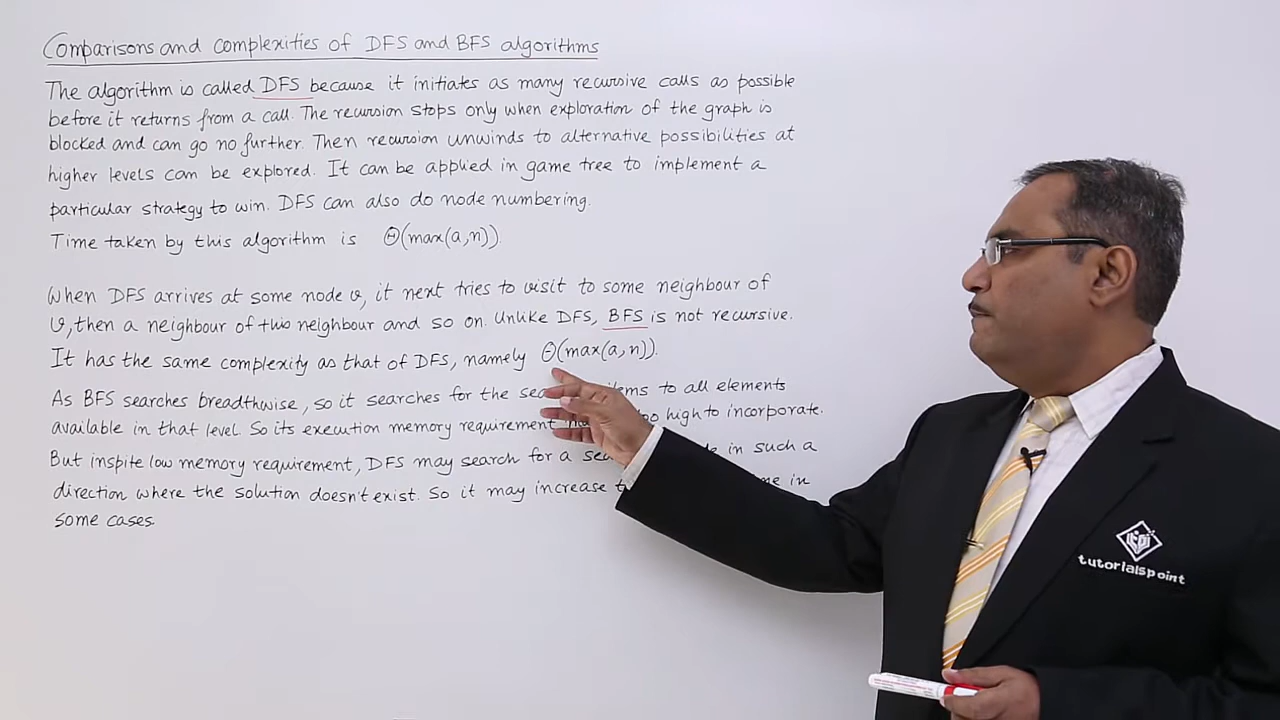 Comparisons and complexities of DFS and BFS algorithms
The algorithm is called DFS because it initiates as many recursive calls as possible
before it returns from a call. The recursion stops only when exploration of the graph is
blocked and can go no further. Then recursion unwinds to alternative possibilities at
higher levels can be explored. It can be applied in game tree to implement a
particular strategy to win. DFS can also do node numbering.
Time taken by this algorithm is Θ(max(a,n)).
When DFS arrives at some node v, it next tries to visit to some neighbour of
v, then a neighbour of two neighbour and so on. Unlike DFS, BFS is not recursive.
It has the same complexity as that of DFS, namely Θ(max(a,n)).
As BFS searches breadthwise, so it searches for the to all elements
available in that level. So its execution memory requirement too high to incorporate.
But inspite low memory requirement, DFS may search for a in such a
direction where the solution doesn't exist. So it may increase in
some cases.
tutorialspoint